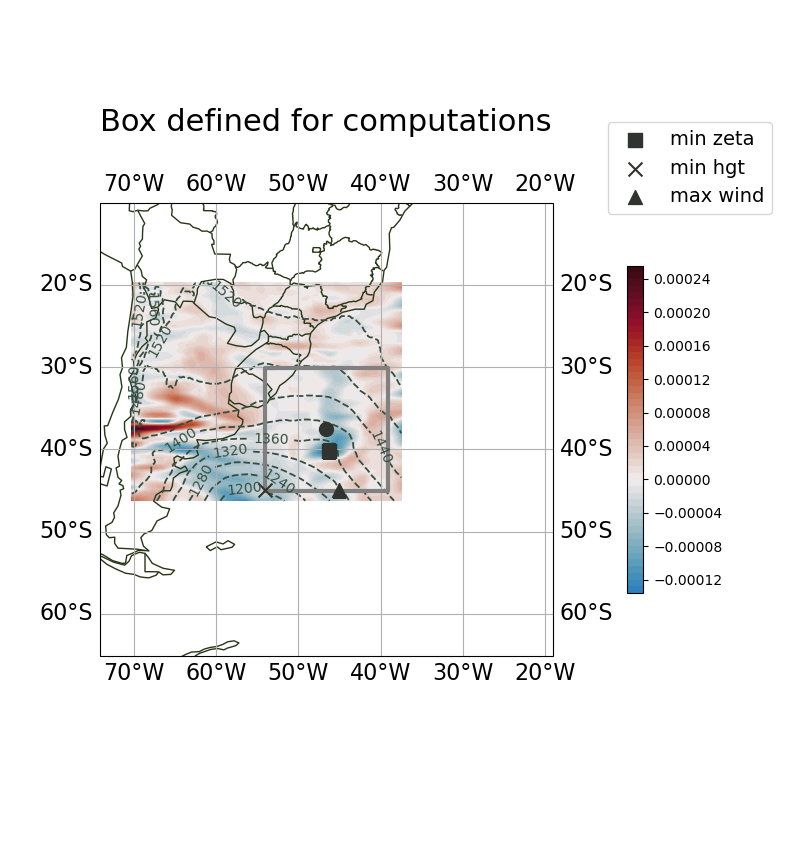 Box defined for computations
min zeta
min hgt
max wind
70°W 60°W 50°W 40°W 30°W 20°W
20°S 20°S
30°S 30°S
40°S 40°S
50°S 50°S
60°S 60°S
70°W 60°W 50°W 40°W 30°W 20°W
1520
1520
1520
1400
1360
1320
1280
1240
1200
1440
0.00024
0.00020
0.00016
0.00012
0.00008
0.00004
0.00000
−0.00004
−0.00008
−0.00012